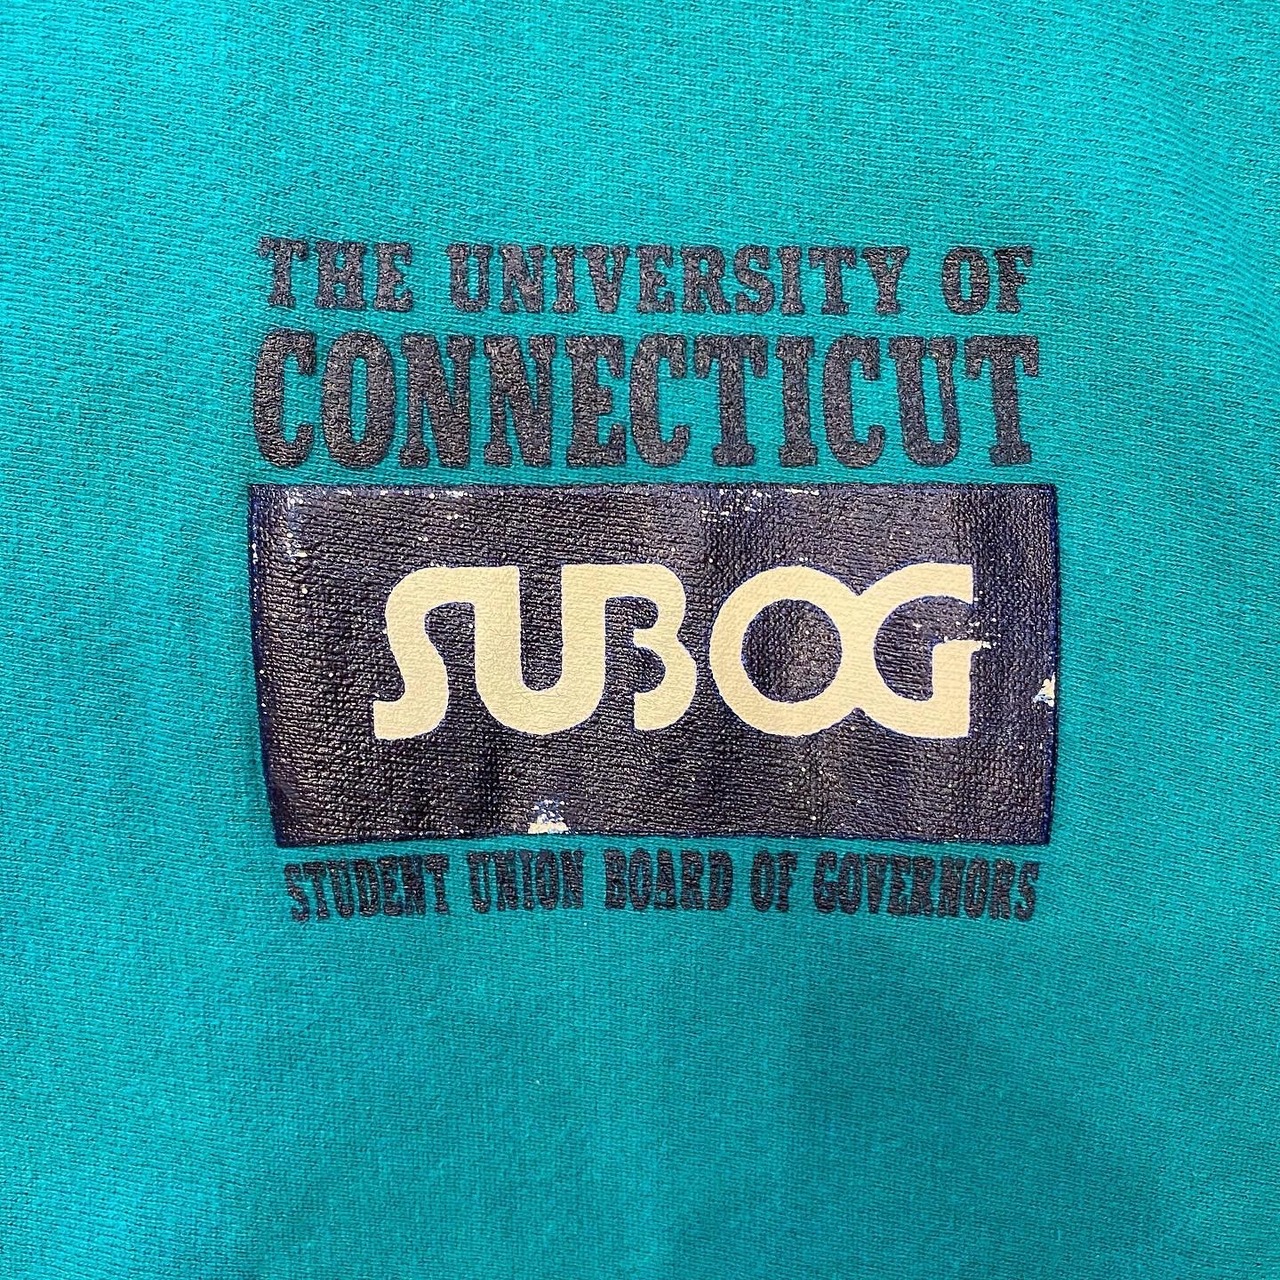 THE UNIVERSITY OF
CONNECTICUT
SUBOG
STUDENT UNION BOARD OF GOVERNORS